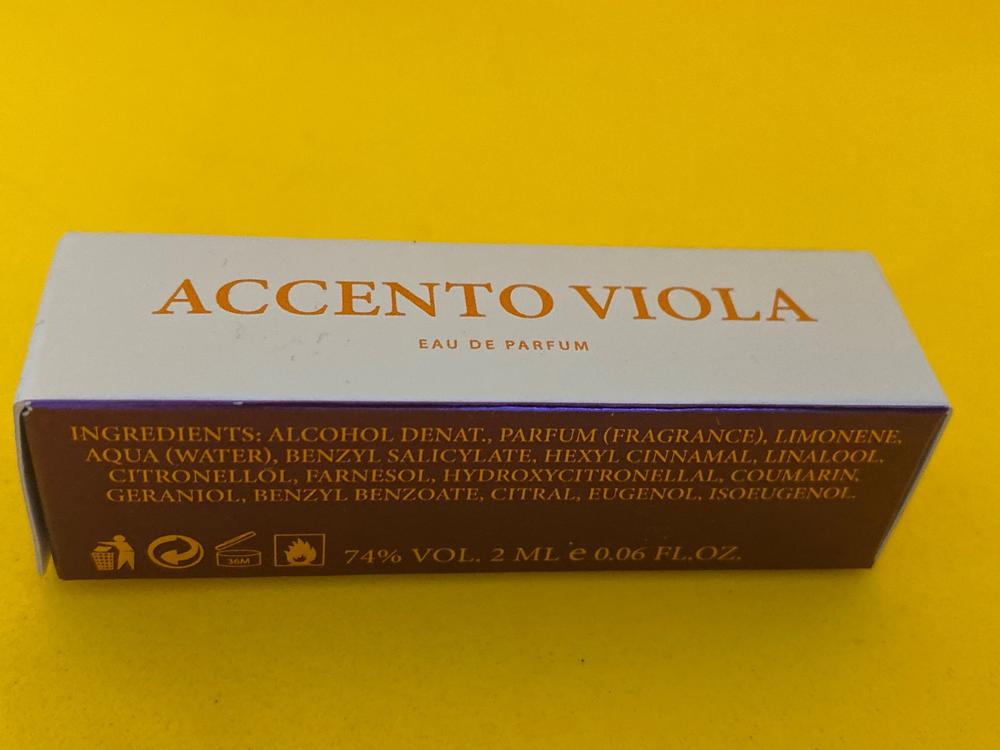 ACCENTO VIOLA
EAU DE PARFUM
INGREDIENTS: ALCOHOL DENAT., PARFUM (FRAGRANCE), LIMONENE,
AQUA (WATER), BENZYL SALICYLATE, HEXYL CINNAMAL, LINALOOL,
CITRONELLOL, FARNESOL, HYDROXYCITRONELLAL, COUMARIN,
GERANIOL, BENZYL BENZOATE, CITRAL, EUGENOL, ISOEUGENOL.
36M
74% VOL. 2 ML e 0.06 FL.OZ.